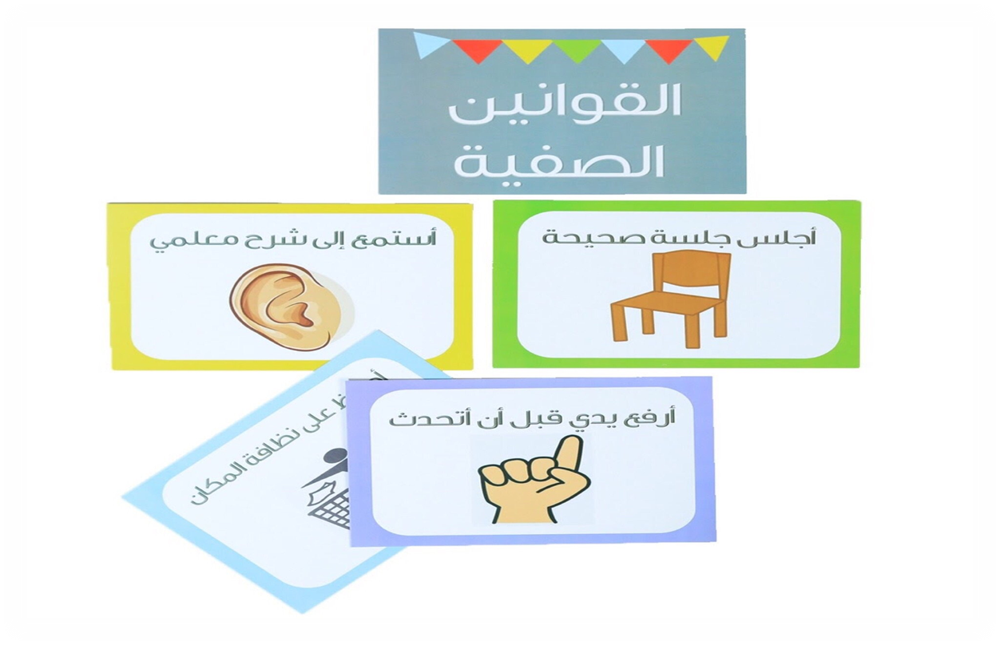 القوانين
الصفية
أجلس جلسة صحيحة
أستمع إلى شرح معلمي
أرفع يدي قبل أن أتحدث
على نظافة المكان